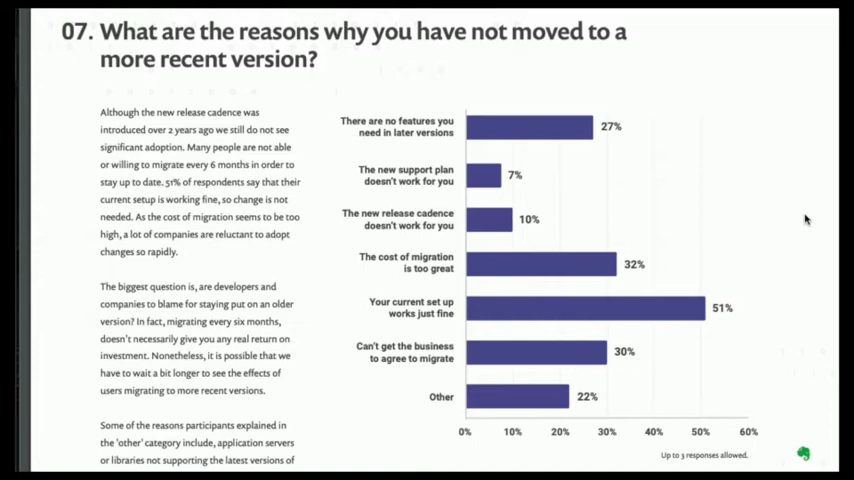 07. What are the reasons why you have not moved to a
more recent version?
Although the new release cadence was
introduced over 2 years ago we still do not see
significant adoption. Many people are not able
or willing to migrate every 6 months in order to
stay up to date. 51% of respondents say that their
current setup is working fine, so change is not
needed. As the cost of migration seems to be too
high, a lot of companies are reluctant to adopt
changes so rapidly.
The biggest question is, are developers and
companies to blame for staying put on an older
version? In fact, migrating every six months,
doesn't necessarily give you any real return on
investment. Nonetheless, it is possible that we
have to wait a bit longer to see the effects of
users migrating to more recent versions.
Some of the reasons participants explained in
the 'other' category include, application servers
or libraries not supporting the latest versions of
There are no features you
need in later versions
27%
The new support plan
doesn't work for you
7%
The new release cadence
doesn't work for you
10%
The cost of migration
is too great
32%
Your current set up
works just fine
51%
Can't get the business
to agree to migrate
30%
Other
22%
0% 10% 20% 30% 40% 50% 60%
Up to 3 responses allowed.